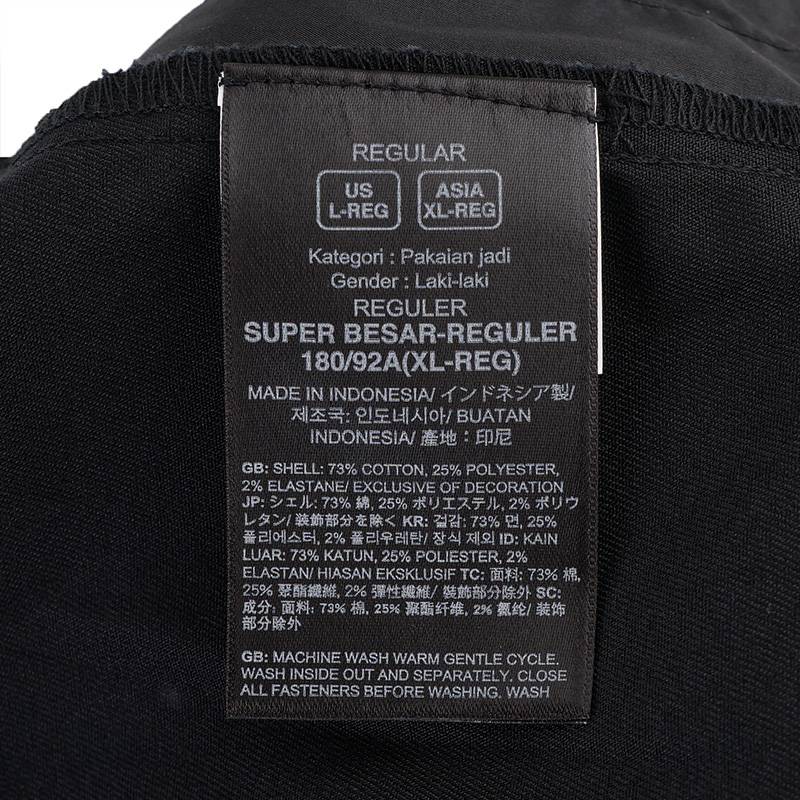 REGULAR
US
L-REG
ASIA
XL-REG
Kategori : Pakaian jadi
Gender : Laki-laki
REGULER
SUPER BESAR-REGULER
180/92A(XL-REG)
MADE IN INDONESIA/ インドネシア製/
제조국: 인도네시아/ BUATAN
INDONESIA/ 產地：印尼
GB: SHELL: 73% COTTON, 25% POLYESTER,
2% ELASTANE/ EXCLUSIVE OF DECORATION
JP: シェル: 73% 綿, 25% ポリエステル, 2% ポリウ
レタン/ 装飾部分を除く KR: 겉감: 73% 면, 25%
폴리에스터, 2% 폴리우레탄/ 장식 제외 ID: KAIN
LUAR: 73% KATUN, 25% POLIESTER, 2%
ELASTAN/ HIASAN EKSKLUSIF TC: 面料: 73% 棉,
25% 聚酯纖維, 2% 彈性纖維/ 裝飾部分除外 SC:
成分: 面料: 73% 棉, 25% 聚酯纤维, 2% 氨纶/ 装饰
部分除外
GB: MACHINE WASH WARM GENTLE CYCLE.
WASH INSIDE OUT AND SEPARATELY. CLOSE
ALL FASTENERS BEFORE WASHING. WASH